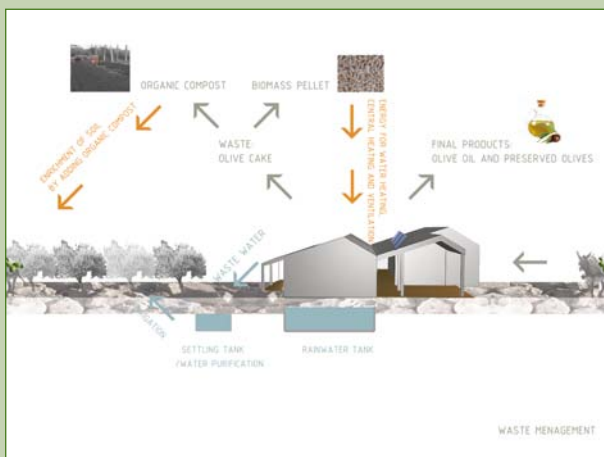 ORGANIC COMPOST
BIOMASS PELLET
ENRICHMENT OF SOIL
BY ADDING ORGANIC COMPOST
WASTE:
OLIVE CAKE
ENERGY FOR WATER HEATING,
CENTRAL HEATING AND VENTILATION
FINAL PRODUCTS:
OLIVE OIL AND PRESERVED OLIVES
WASTE WATER
IRRIGATION
SETTLING TANK
/WATER PURIFICATION
RAINWATER TANK
WASTE MENAGEMENT